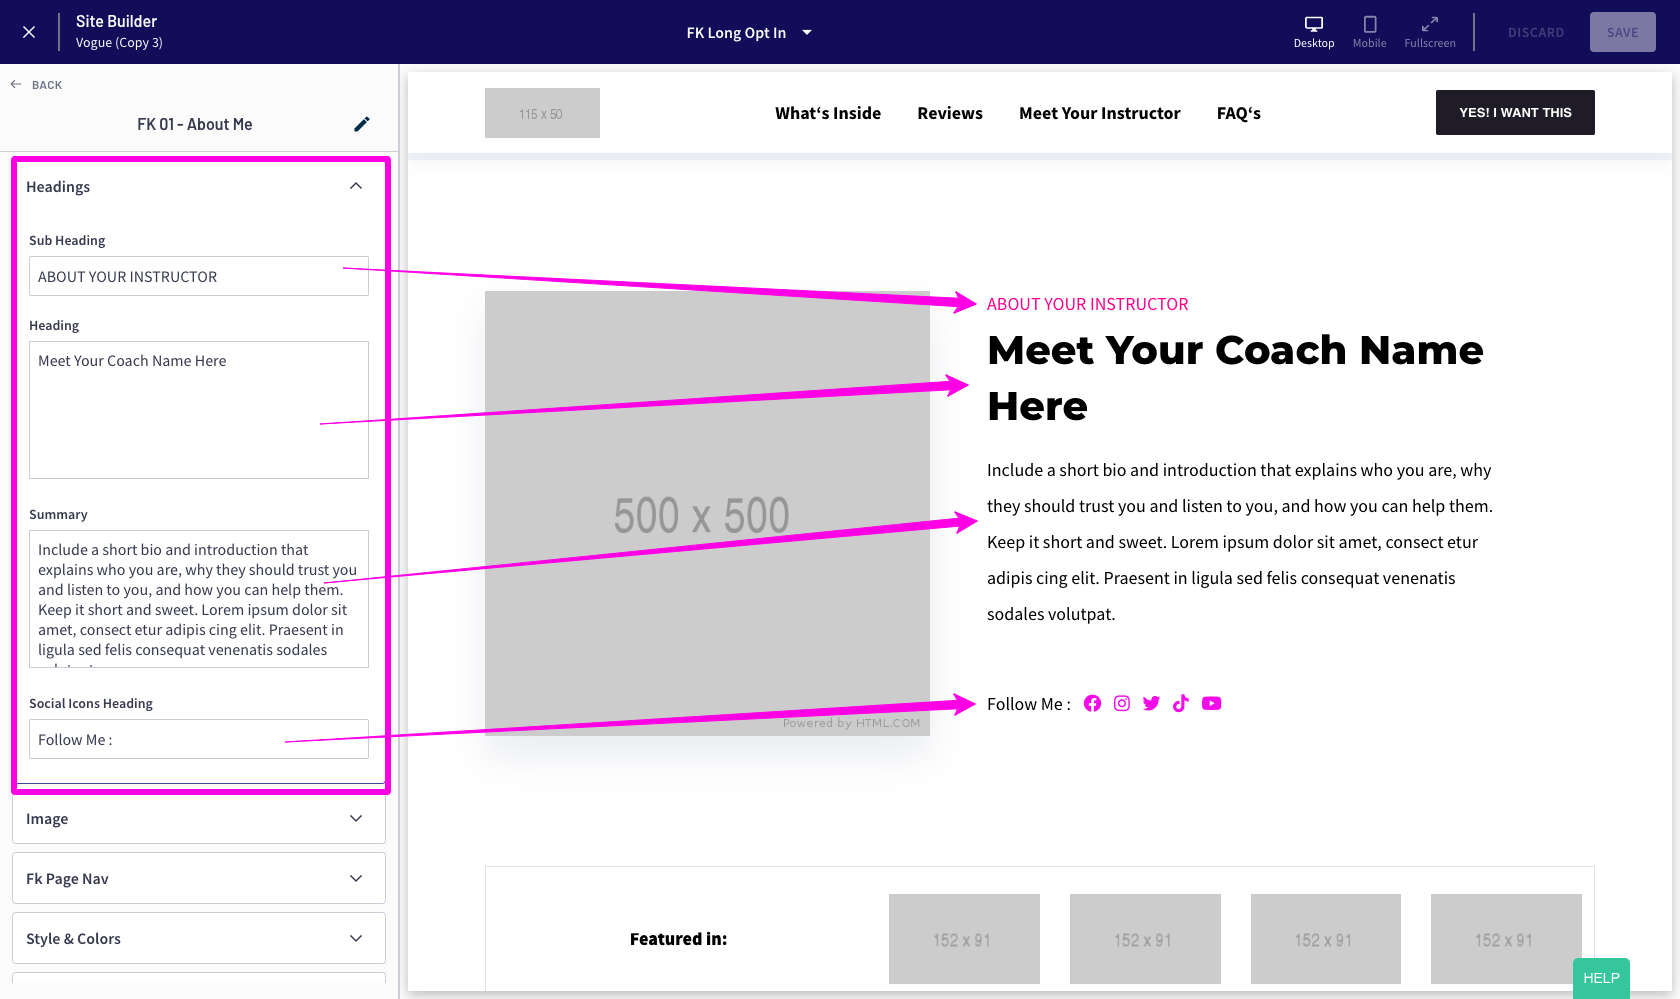 Site Builder
Vogue (Copy 3)
FK Long Opt In
Desktop
Mobile
Fullscreen
DISCARD
SAVE
BACK
FK 01 - About Me
Headings
Sub Heading
ABOUT YOUR INSTRUCTOR
Heading
Meet Your Coach Name Here
Summary
Include a short bio and introduction that
explains who you are, why they should trust you
and listen to you, and how you can help them.
Keep it short and sweet. Lorem ipsum dolor sit
amet, consect etur adipis cing elit. Praesent in
ligula sed felis consequat venenatis sodales
Social Icons Heading
Follow Me :
Image
Fk Page Nav
Style & Colors
115 x 50
What‘s Inside
Reviews
Meet Your Instructor
FAQ‘s
YES! I WANT THIS
500 x 500
Powered by HTML.COM
ABOUT YOUR INSTRUCTOR
Meet Your Coach Name
Here
Include a short bio and introduction that explains who you are, why
they should trust you and listen to you, and how you can help them.
Keep it short and sweet. Lorem ipsum dolor sit amet, consect etur
adipis cing elit. Praesent in ligula sed felis consequat venenatis
sodales volutpat.
Follow Me :
Featured in:
152 x 91
152 x 91
152 x 91
152 x 91
HELP